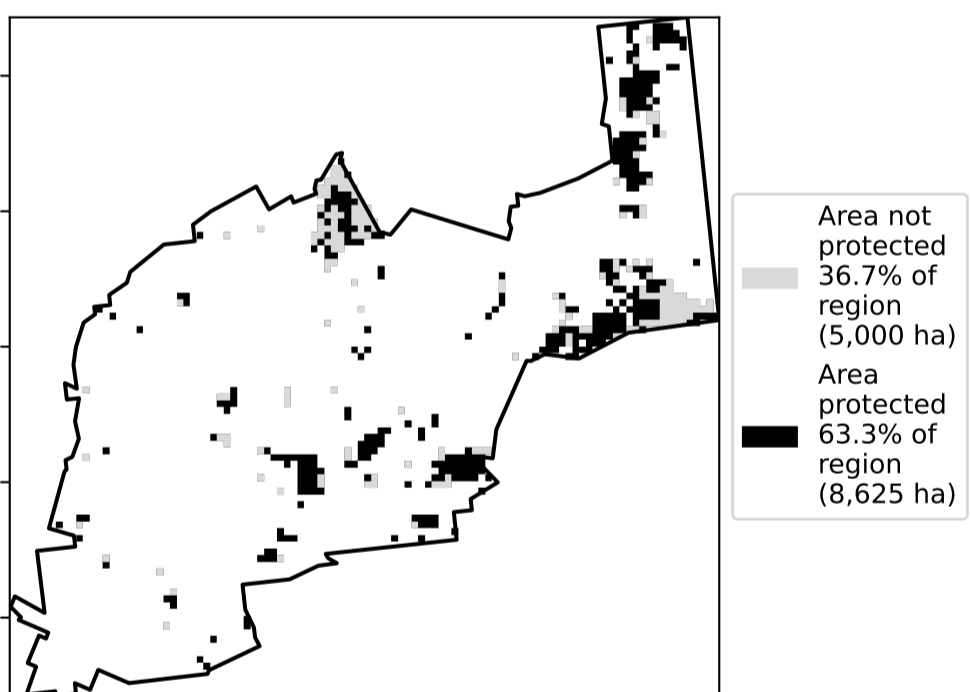 Area not
protected
36.7% of
region
(5,000 ha)
Area
protected
63.3% of
region
(8,625 ha)